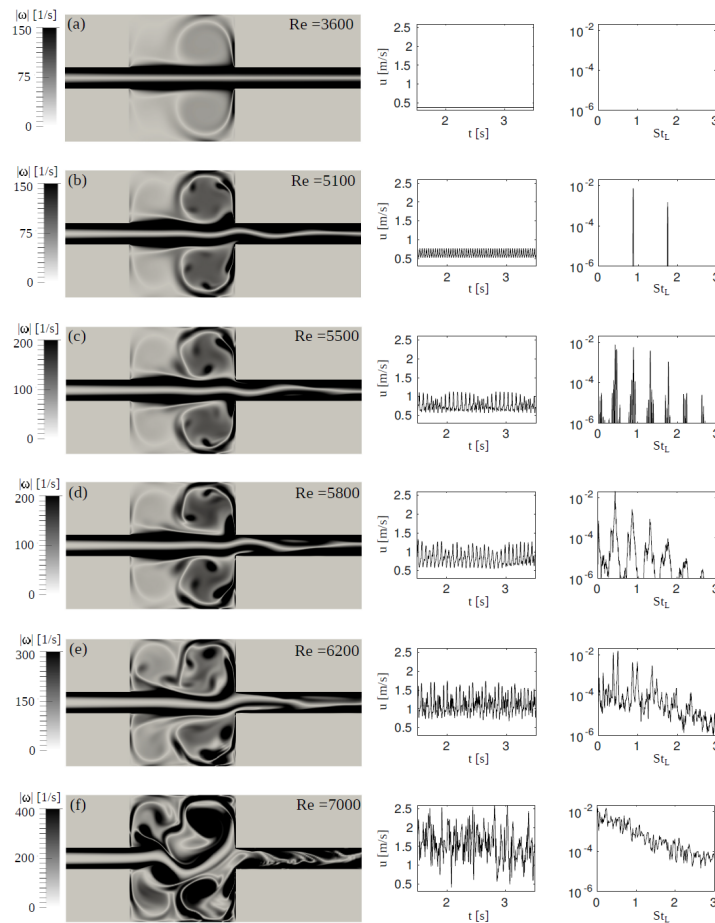 |ω| [1/s]
150
75
0
(a)
Re =3600
u [m/s]
2.5
2
1.5
1
0.5
2
3
t [s]
10-2
10-4
10-6
0
1
2
3
StL
|ω| [1/s]
150
75
0
(b)
Re =5100
u [m/s]
2.5
2
1.5
1
0.5
2
3
t [s]
10-2
10-4
10-6
0
1
2
3
StL
|ω| [1/s]
200
100
0
(c)
Re =5500
u [m/s]
2.5
2
1.5
1
0.5
2
3
t [s]
10-2
10-4
10-6
0
1
2
3
StL
|ω| [1/s]
200
100
0
(d)
Re =5800
u [m/s]
2.5
2
1.5
1
0.5
2
3
t [s]
10-2
10-4
10-6
0
1
2
3
StL
|ω| [1/s]
300
150
0
(e)
Re =6200
u [m/s]
2.5
2
1.5
1
0.5
2
3
t [s]
10-2
10-4
10-6
0
1
2
3
StL
|ω| [1/s]
400
200
0
(f)
Re =7000
u [m/s]
2.5
2
1.5
1
0.5
2
3
t [s]
10-2
10-4
10-6
0
1
2
3
StL